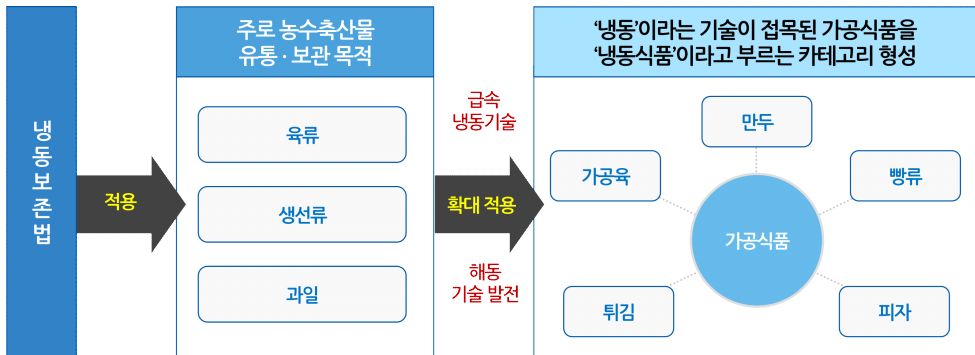 냉동보존법
적용
주로 농수축산물
유통 · 보관 목적
육류
생선류
과일
급속
냉동기술
확대 적용
해동
기술 발전
‘냉동’이라는 기술이 접목된 가공식품을
‘냉동식품’이라고 부르는 카테고리 형성
만두
가공육
빵류
가공식품
튀김
피자